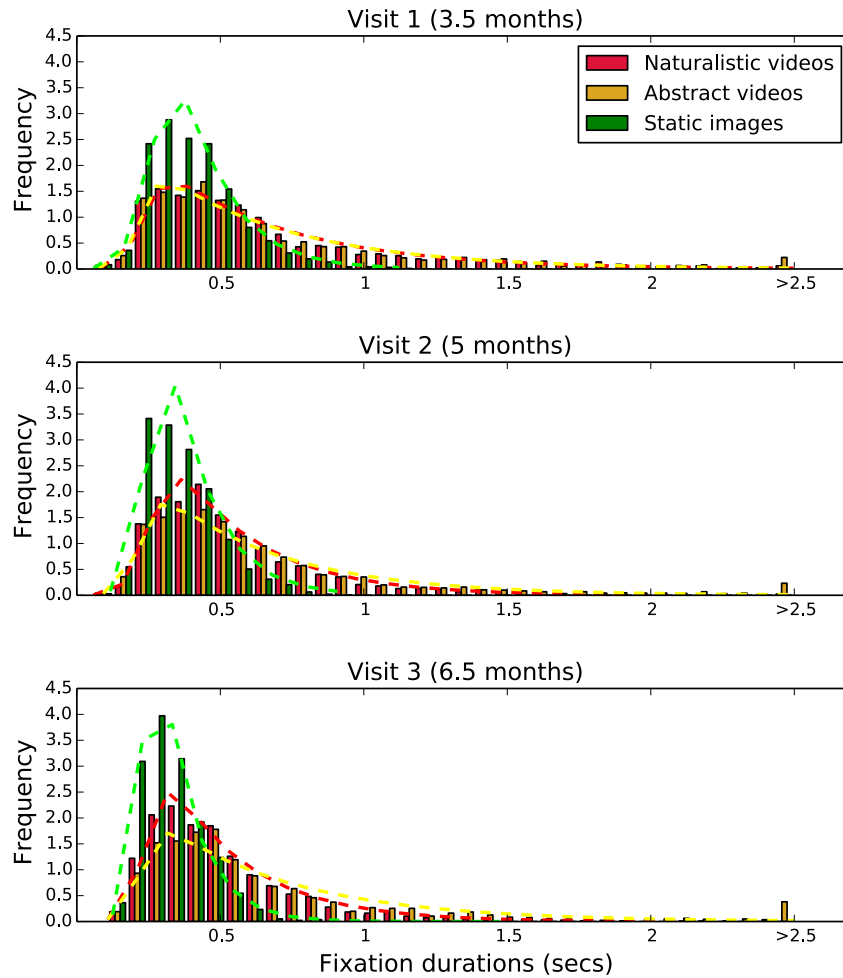 Visit 1 (3.5 months)
Frequency
4.5
4.0
3.5
3.0
2.5
2.0
1.5
1.0
0.5
0.0
Naturalistic videos
Abstract videos
Static images
0.5 1 1.5 2 >2.5
Visit 2 (5 months)
Frequency
4.5
4.0
3.5
3.0
2.5
2.0
1.5
1.0
0.5
0.0
0.5 1 1.5 2 >2.5
Visit 3 (6.5 months)
Frequency
4.5
4.0
3.5
3.0
2.5
2.0
1.5
1.0
0.5
0.0
0.5 1 1.5 2 >2.5
Fixation durations (secs)